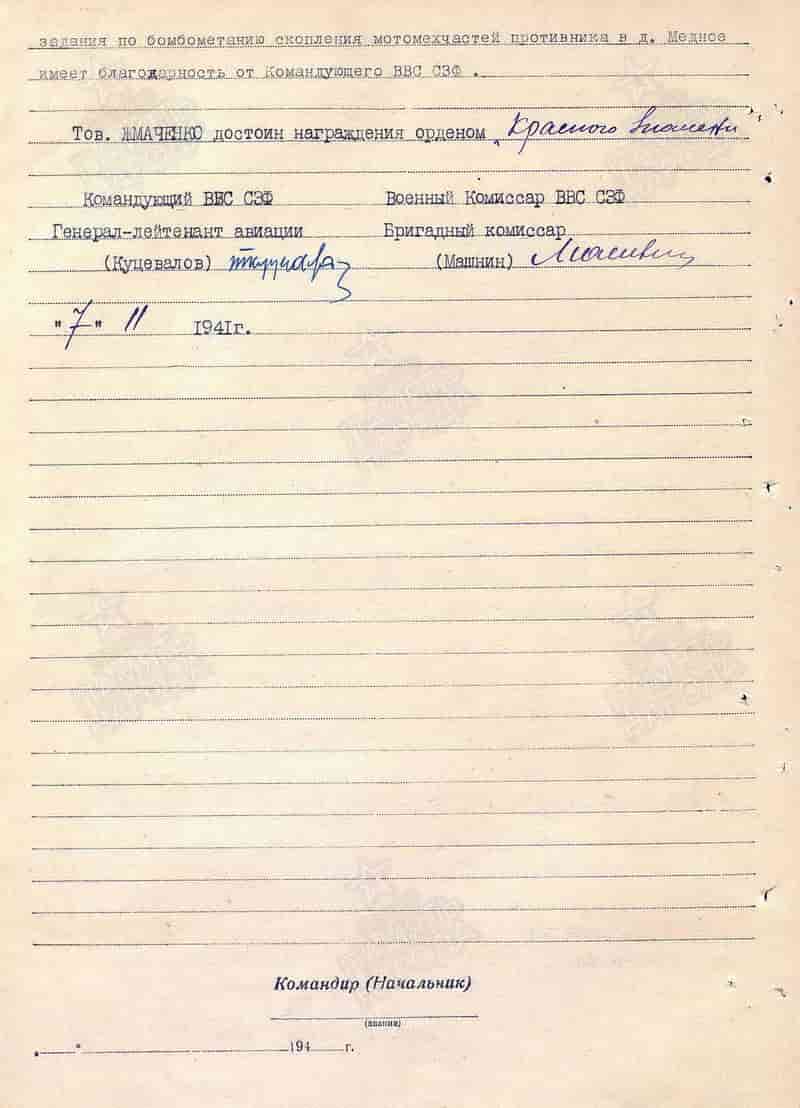 задания по бомбометанию скопления мотомехчастей противника в д. Медное
имеет благодарность от Командующего ВВС СЗФ .
Тов. ЖМАЧЕНКО достоин награждения орденом Красного Знамени
Командующий ВВС СЗФ Военный Комиссар ВВС СЗФ
Генерал-лейтенант авиации Бригадный комиссар
(Куцевалов) (Машнин)
"7" 11 1941г.
Командир (Начальник)
(звание)
„ " 194 г.